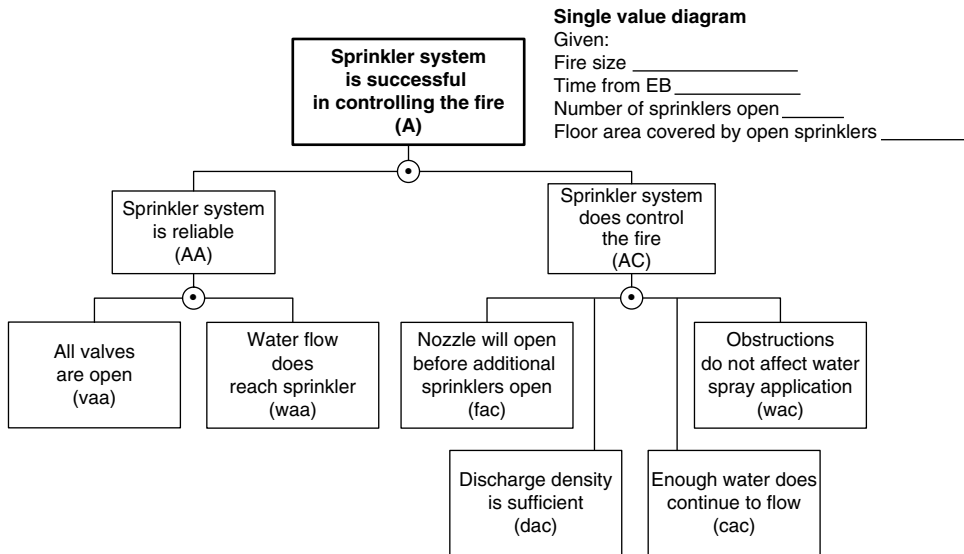 Single value diagram
Given:
Fire size
Time from EB
Number of sprinklers open
Floor area covered by open sprinklers
Sprinkler system
is successful
in controlling the fire
(A)
Sprinkler system
is reliable
(AA)
Sprinkler system
does control
the fire
(AC)
All valves
are open
(vaa)
Water flow
does
reach sprinkler
(waa)
Nozzle will open
before additional
sprinklers open
(fac)
Obstructions
do not affect water
spray application
(wac)
Discharge density
is sufficient
(dac)
Enough water does
continue to flow
(cac)